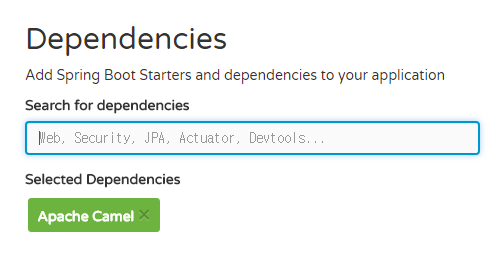 Dependencies
Add Spring Boot Starters and dependencies to your application
Search for dependencies
Web, Security, JPA, Actuator, Devtools...
Selected Dependencies
Apache Camel ×